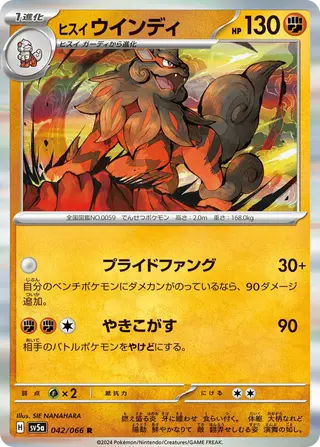 1進化
ヒスイ ウインディ HP 130
ヒスイ ガーディから進化
全国図鑑NO.0059 でんせつポケモン 高さ:2.0m 重さ:168.0kg
プライドファング 30+
自分のベンチポケモンにダメカンがのっているなら、90ダメージ
追加。
やきこがす 90
相手のバトルポケモンをやけどにする。
弱点 ×2 抵抗力 にげる
Illus. SIE NANAHARA
H sv5a 042/066 R
©2024 Pokémon/Nintendo/Creatures/GAME FREAK.